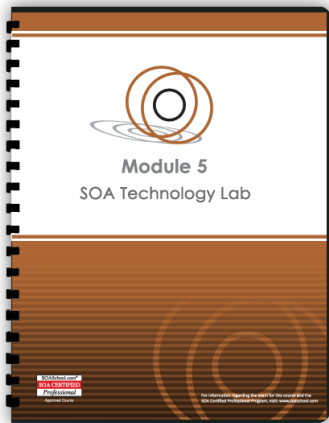 Module 5
SOA Technology Lab
SOASchool.com®
SOA CERTIFIED
Professional
Approved Course
For information regarding the exam for this course and the
SOA Certified Professional Program, visit: www.soaschool.com